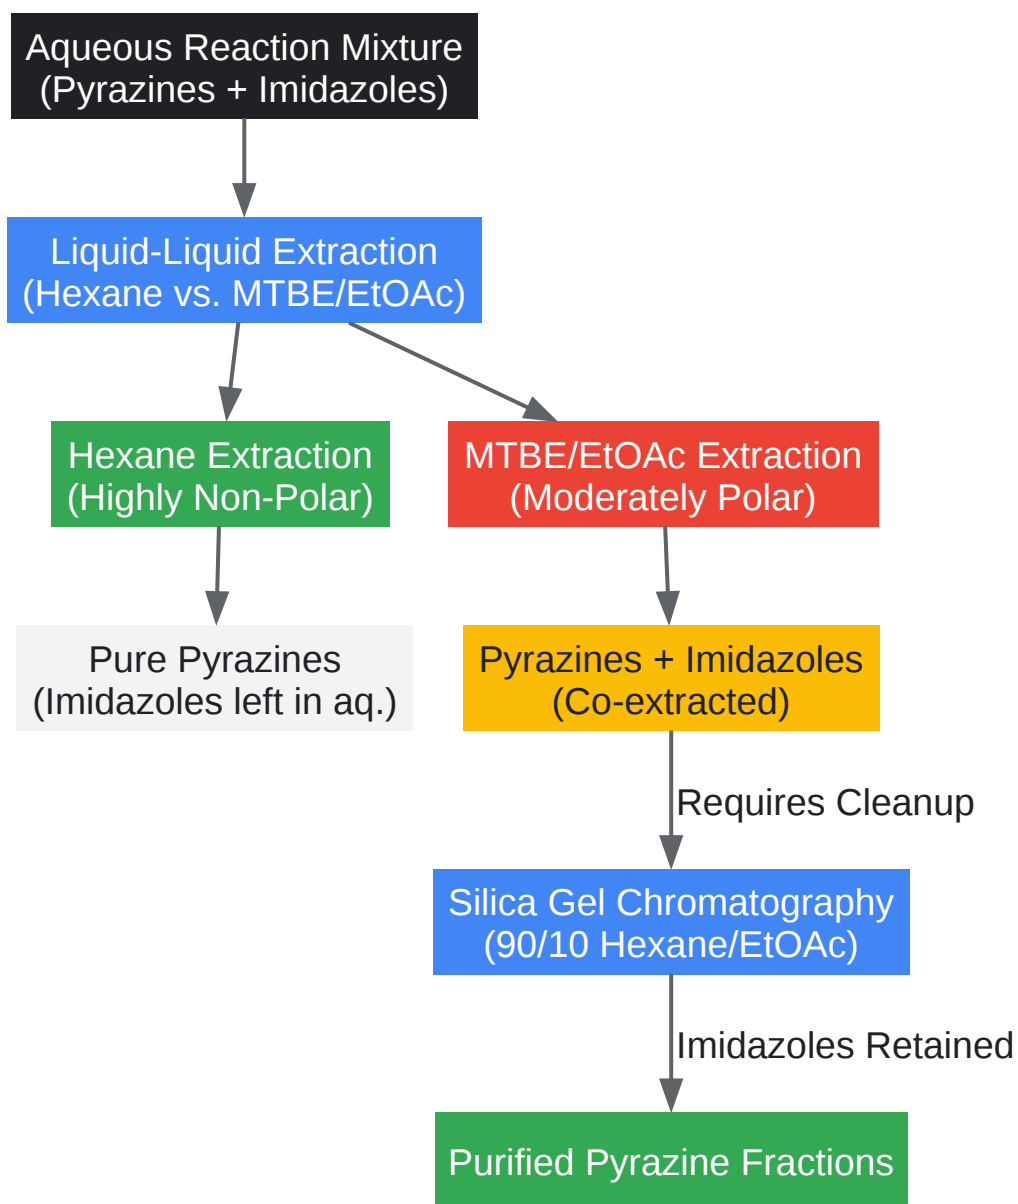 Aqueous Reaction Mixture
(Pyrazines + Imidazoles)
Liquid-Liquid Extraction
(Hexane vs. MTBE/EtOAc)
Hexane Extraction
(Highly Non-Polar)
MTBE/EtOAc Extraction
(Moderately Polar)
Pure Pyrazines
(Imidazoles left in aq.)
Pyrazines + Imidazoles
(Co-extracted)
Requires Cleanup
Silica Gel Chromatography
(90/10 Hexane/EtOAc)
Imidazoles Retained
Purified Pyrazine Fractions